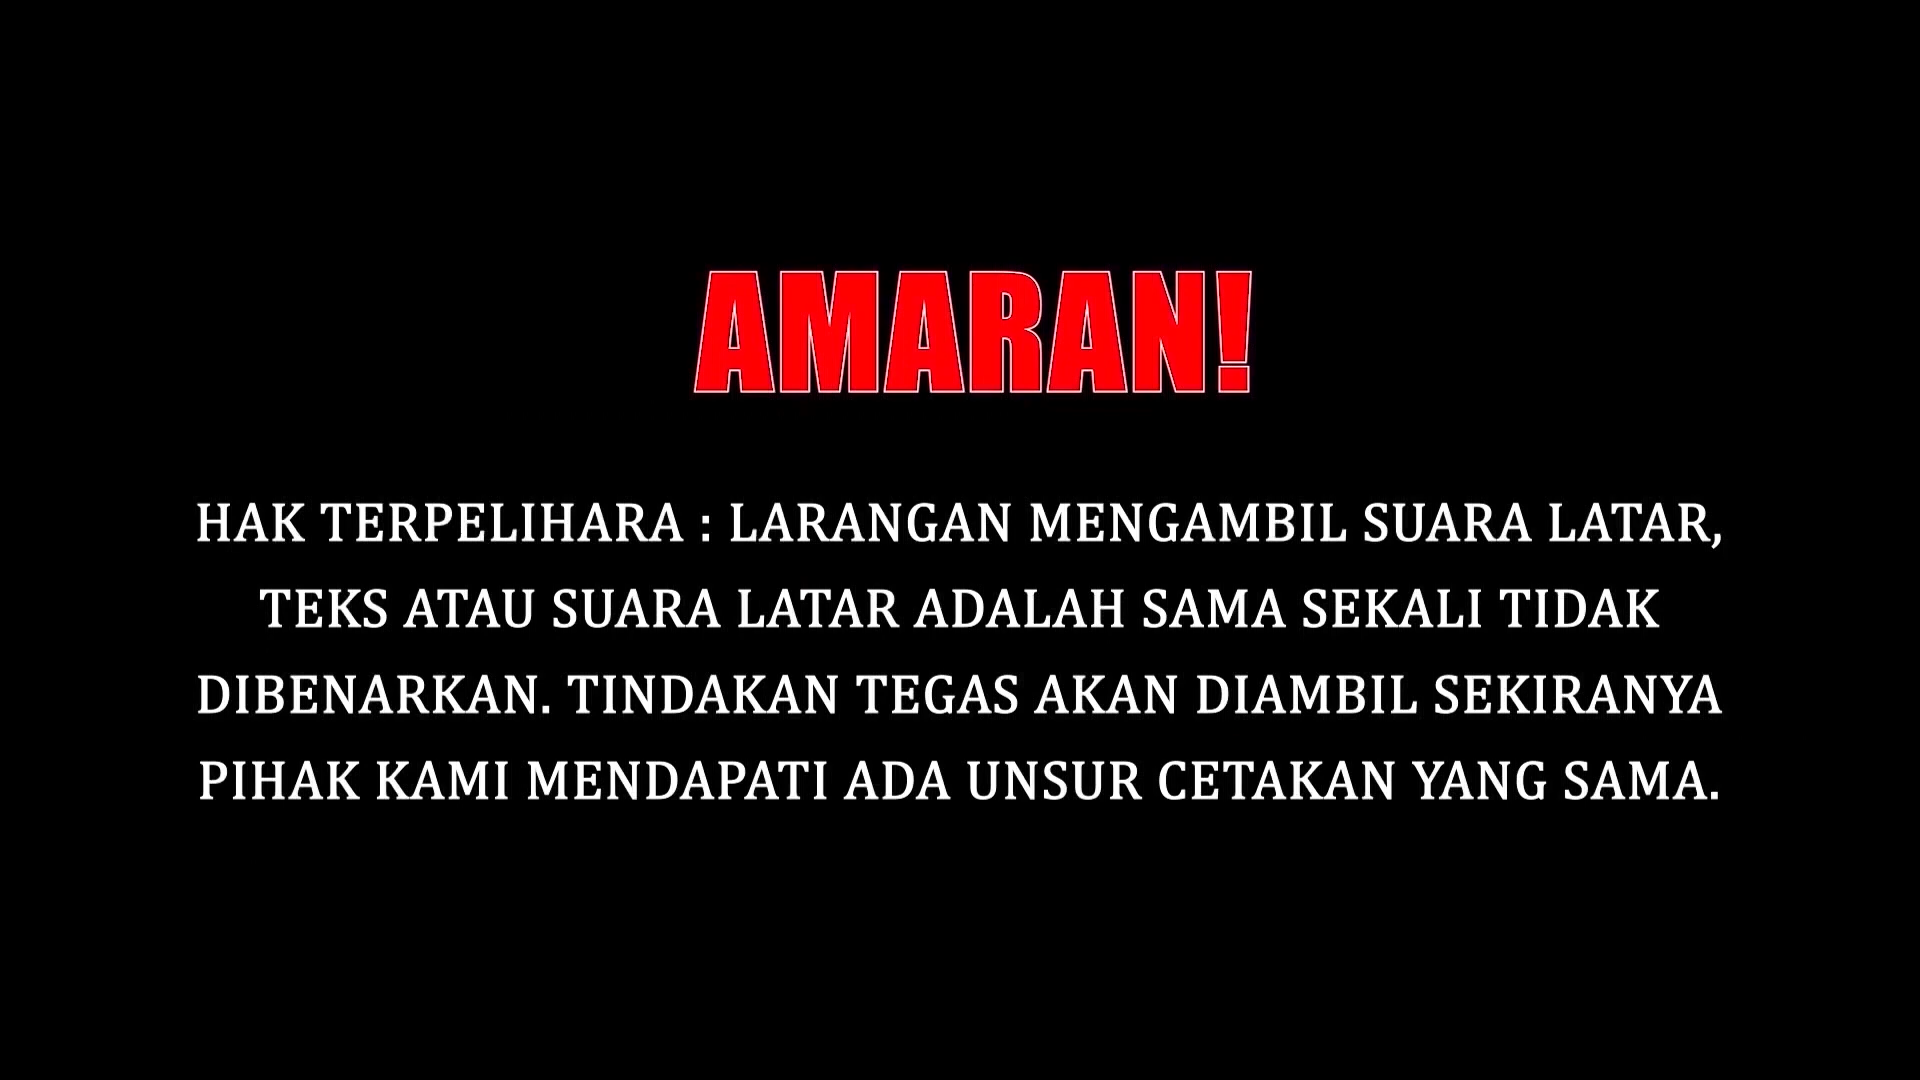 AMARAN!
HAK TERPELIHARA : LARANGAN MENGAMBIL SUARA LATAR,
TEKS ATAU SUARA LATAR ADALAH SAMA SEKALI TIDAK
DIBENARKAN. TINDAKAN TEGAS AKAN DIAMBIL SEKIRANYA
PIHAK KAMI MENDAPATI ADA UNSUR CETAKAN YANG SAMA.